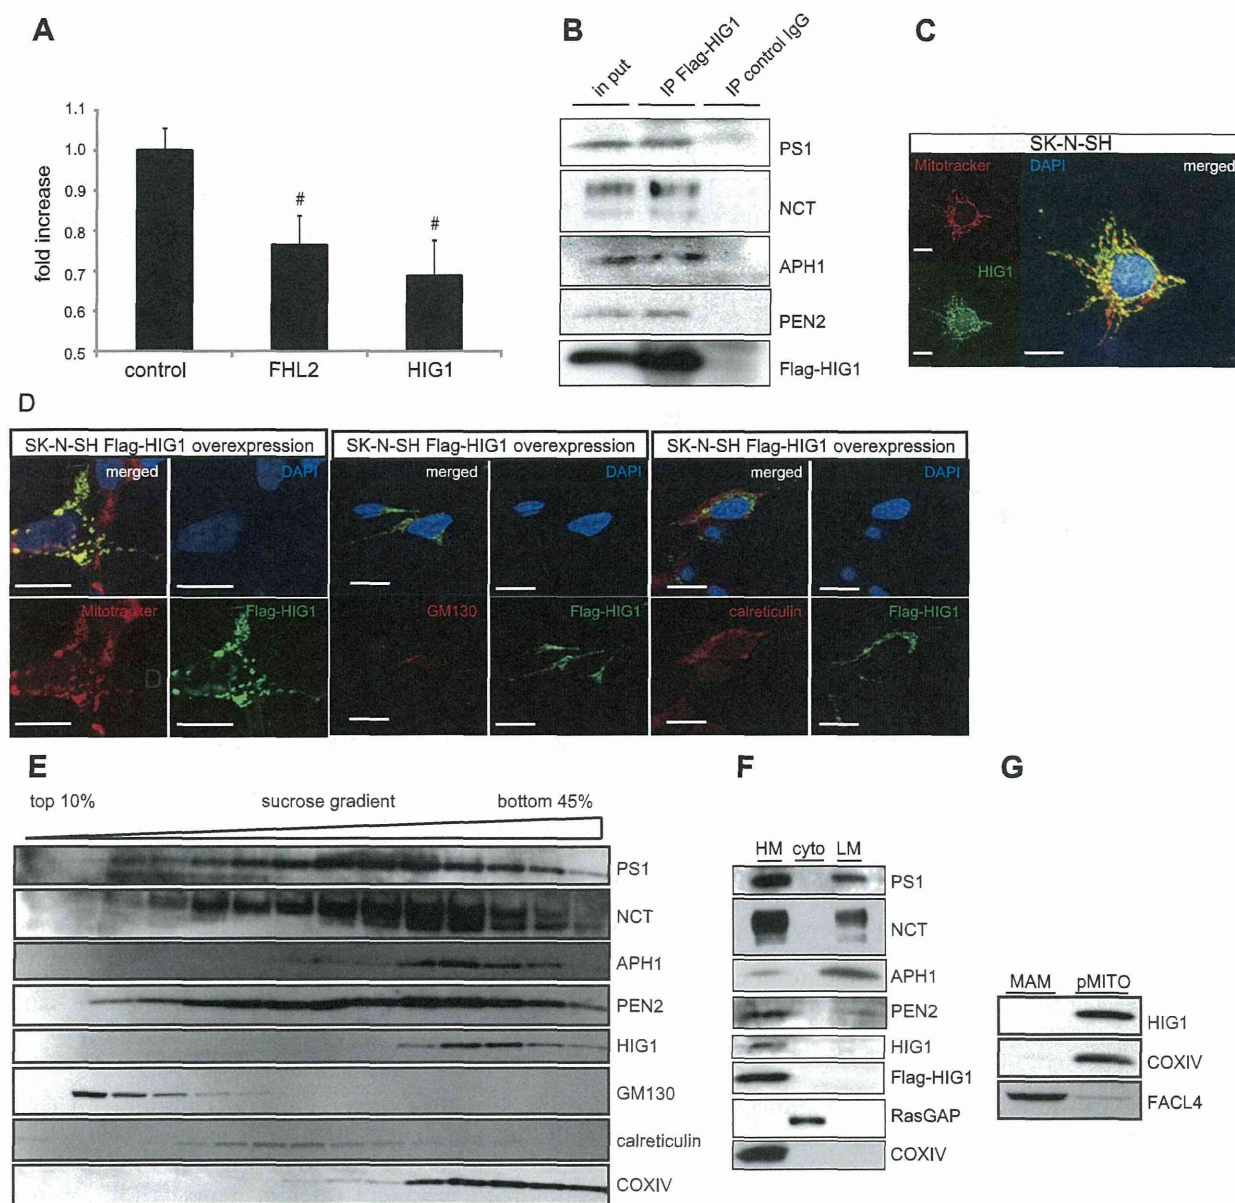 A
1.1
1.0
0.9
0.8
0.7
0.6
0.5
fold increase
#
#
control
FHL2
HIG1
B
in put
IP Flag-HIG1
IP control IgG
PS1
NCT
APH1
PEN2
Flag-HIG1
C
SK-N-SH
Mitotracker
DAPI
merged
HIG1
D
SK-N-SH Flag-HIG1 overexpression
merged
DAPI
Mitotracker
Flag-HIG1
D
SK-N-SH Flag-HIG1 overexpression
merged
DAPI
GM130
Flag-HIG1
SK-N-SH Flag-HIG1 overexpression
merged
DAPI
calreticulin
Flag-HIG1
E
top 10%
sucrose gradient
bottom 45%
PS1
NCT
APH1
PEN2
HIG1
GM130
calreticulin
COXIV
F
HM
cyto
LM
PS1
NCT
APH1
PEN2
HIG1
Flag-HIG1
RasGAP
COXIV
G
MAM
pMITO
HIG1
COXIV
FACL4